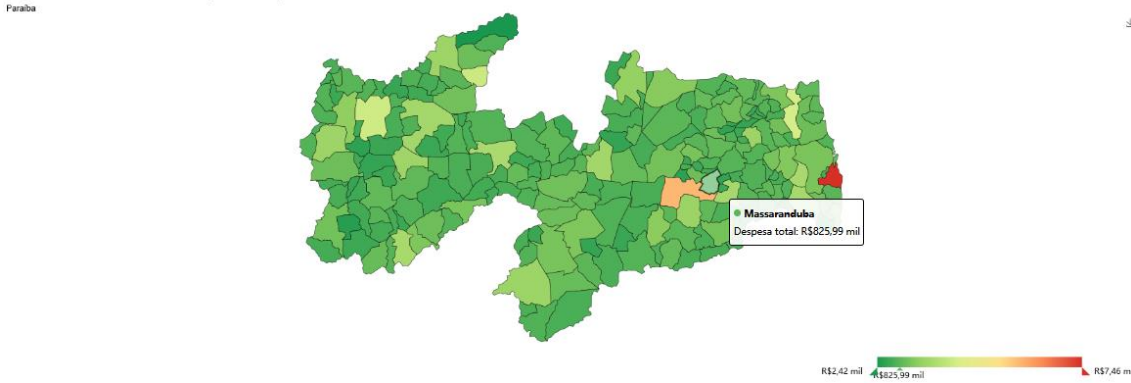 Paraíba
Massaranduba
Despesa total: R$825,99 mil
R$2,42 mil
R$825,99 mil
R$7,46 m